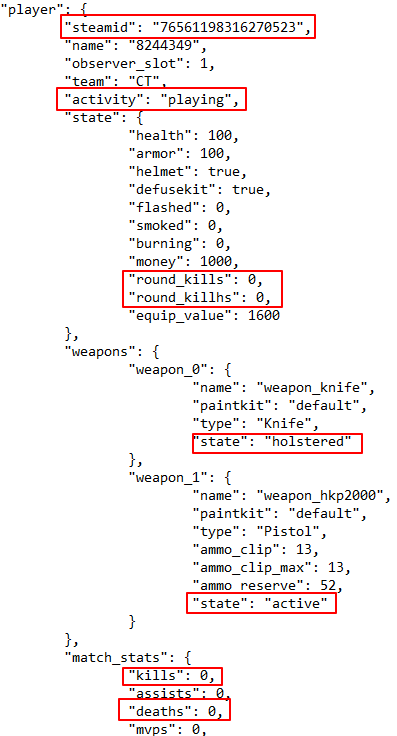 "player": {
"steamid": "76561198316270523",
"name": "8244349",
"observer_slot": 1,
"team": "CT",
"activity": "playing",
"state": {
"health": 100,
"armor": 100,
"helmet": true,
"defusekit": true,
"flashed": 0,
"smoked": 0,
"burning": 0,
"money": 1000,
"round_kills": 0,
"round_killhs": 0,
"equip_value": 1600
},
"weapons": {
"weapon_0": {
"name": "weapon_knife",
"paintkit": "default",
"type": "Knife",
"state": "holstered"
},
"weapon_1": {
"name": "weapon_hkp2000",
"paintkit": "default",
"type": "Pistol",
"ammo_clip": 13,
"ammo_clip_max": 13,
"ammo_reserve": 52,
"state": "active"
}
},
"match_stats": {
"kills": 0,
"assists": 0,
"deaths": 0,
"mvps": 0,